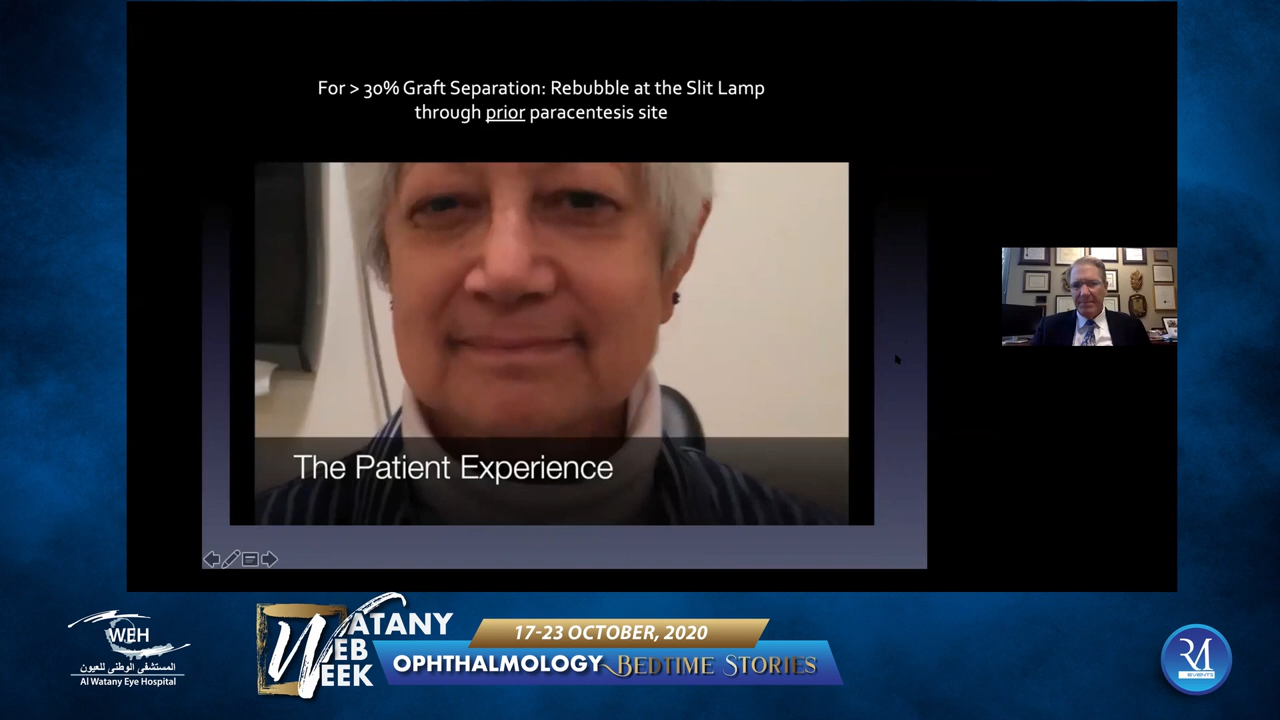 For > 30% Graft Separation: Rebubble at the Slit Lamp
through prior paracentesis site
The Patient Experience
WEH
المستشفى الوطني للعيون
Al Watany Eye Hospital
WATANY
WEB
WEEK
17-23 OCTOBER, 2020
OPHTHALMOLOGY BEDTIME STORIES
RM
EVENTS